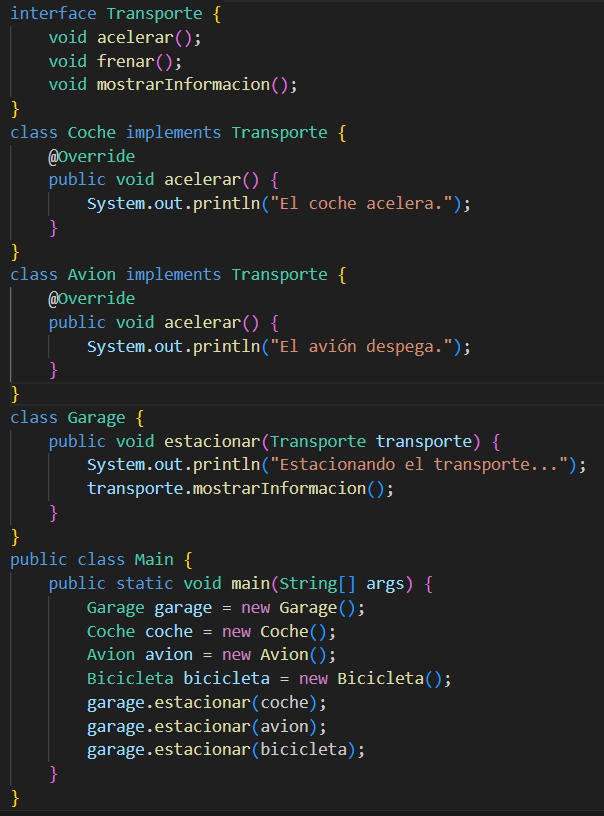 interface Transporte {
    void acelerar();
    void frenar();
    void mostrarInformacion();
}
class Coche implements Transporte {
    @Override
    public void acelerar() {
        System.out.println("El coche acelera.");
    }
}
class Avion implements Transporte {
    @Override
    public void acelerar() {
        System.out.println("El avión despega.");
    }
}
class Garage {
    public void estacionar(Transporte transporte) {
        System.out.println("Estacionando el transporte...");
        transporte.mostrarInformacion();
    }
}
public class Main {
    public static void main(String[] args) {
        Garage garage = new Garage();
        Coche coche = new Coche();
        Avion avion = new Avion();
        Bicicleta bicicleta = new Bicicleta();
        garage.estacionar(coche);
        garage.estacionar(avion);
        garage.estacionar(bicicleta);
    }
}